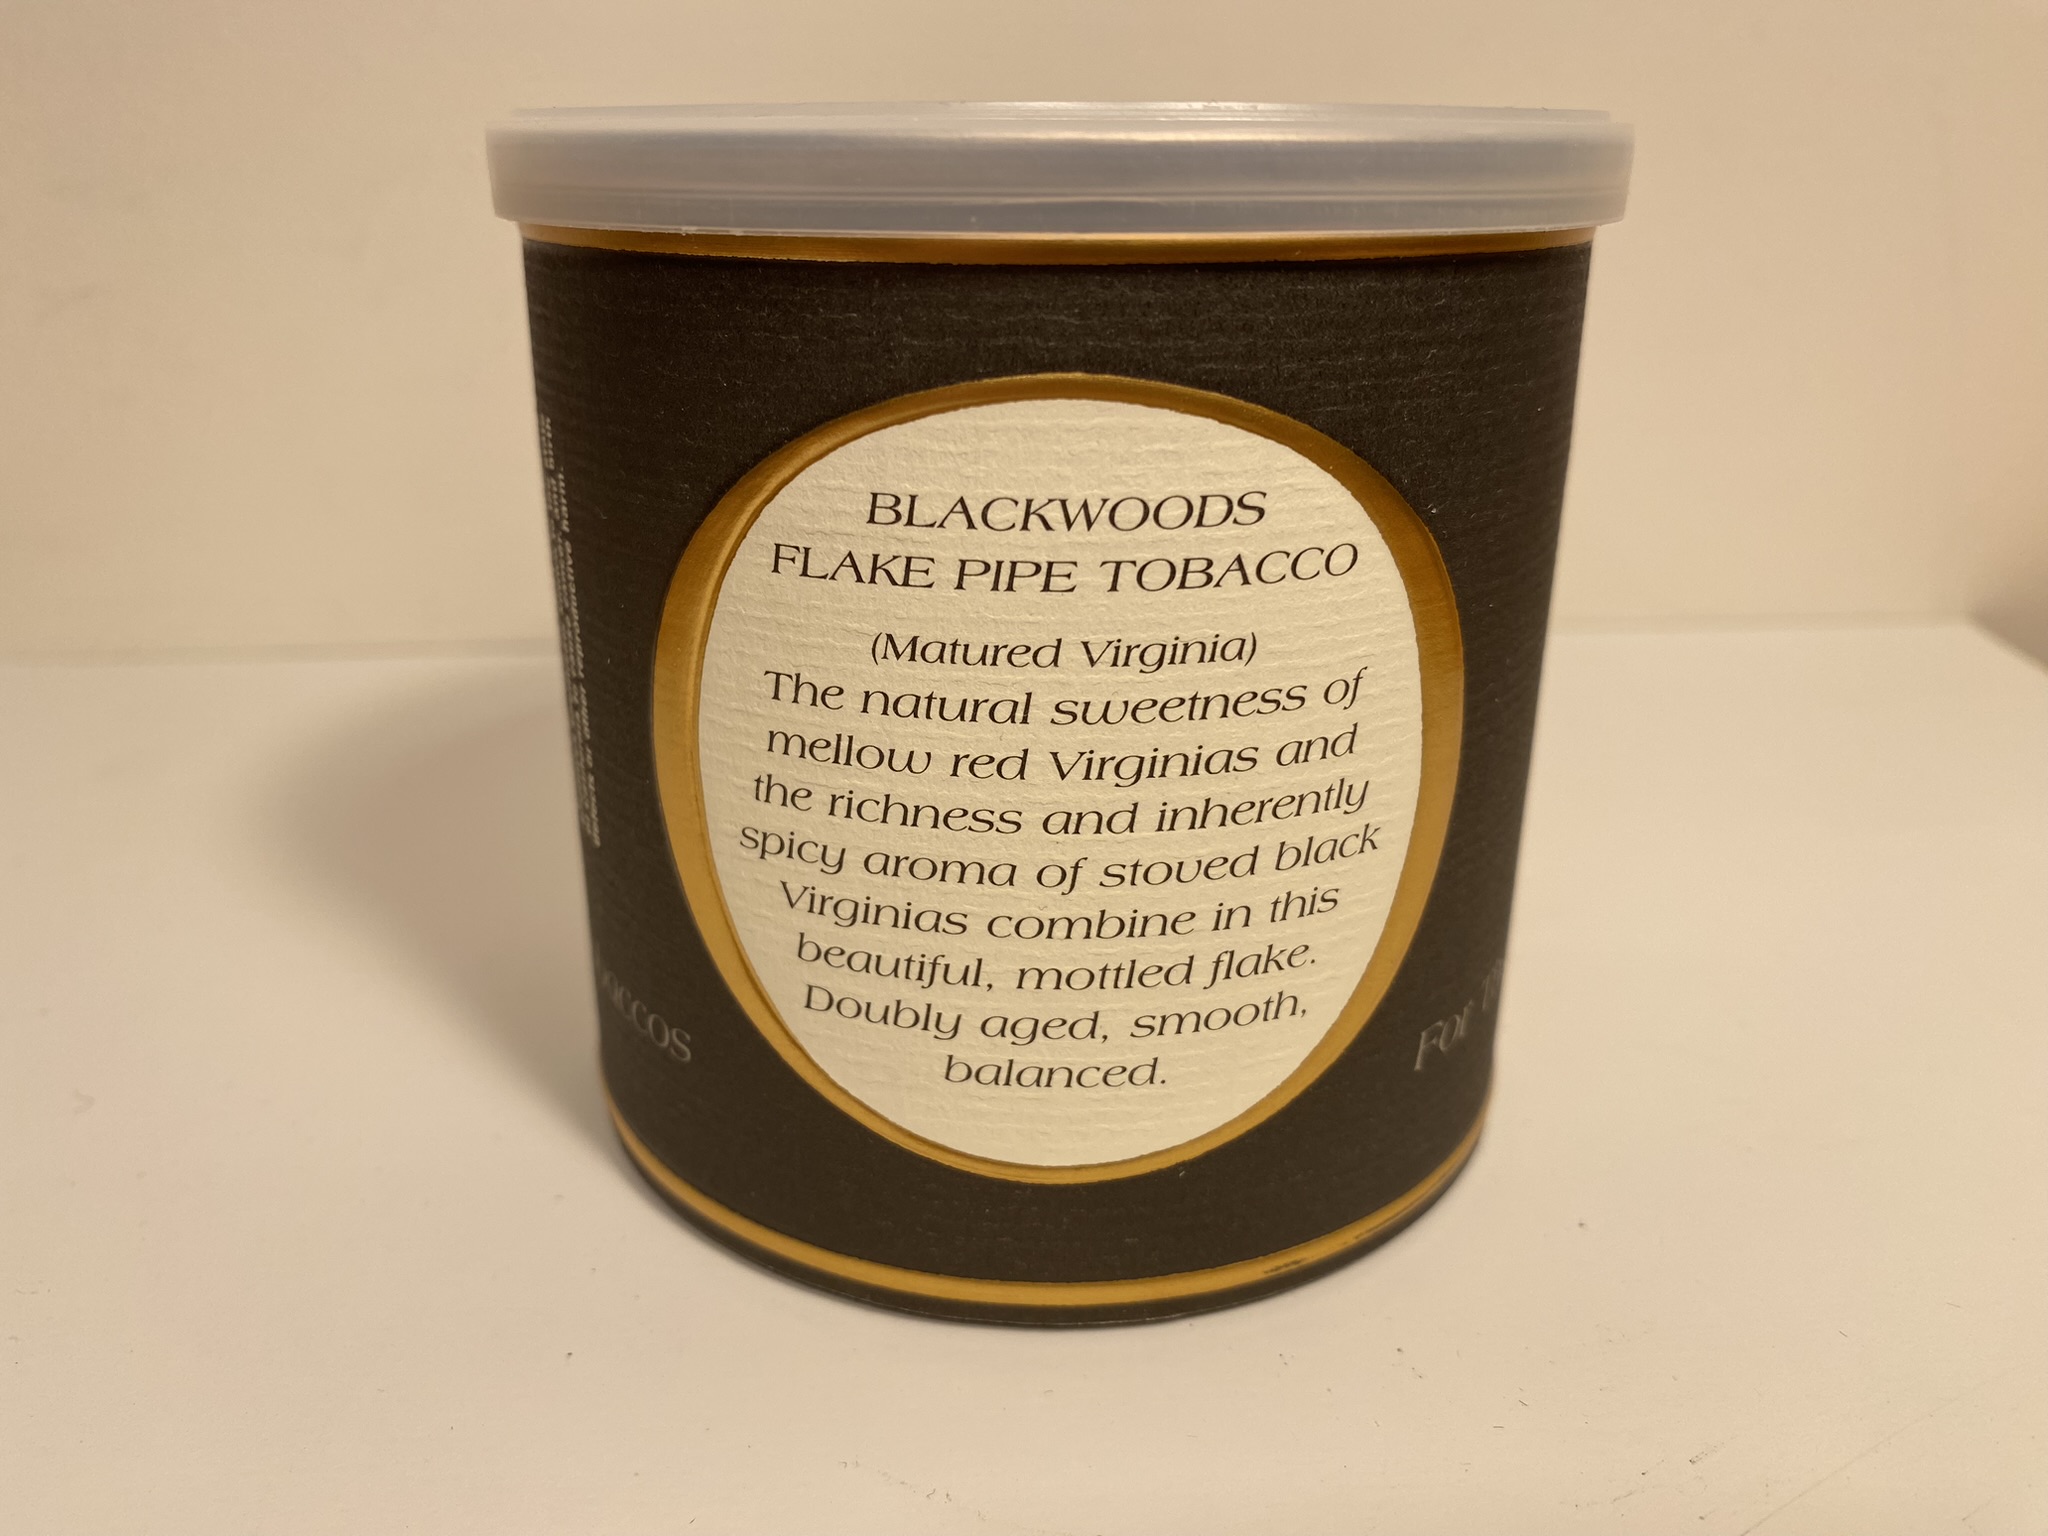 BLACKWOODS
FLAKE PIPE TOBACCO
(Matured Virginia)
The natural sweetness of
mellow red Virginias and
the richness and inherently
spicy aroma of stoved black
Virginias combine in this
beautiful, mottled flake.
Doubly aged, smooth,
balanced.
For